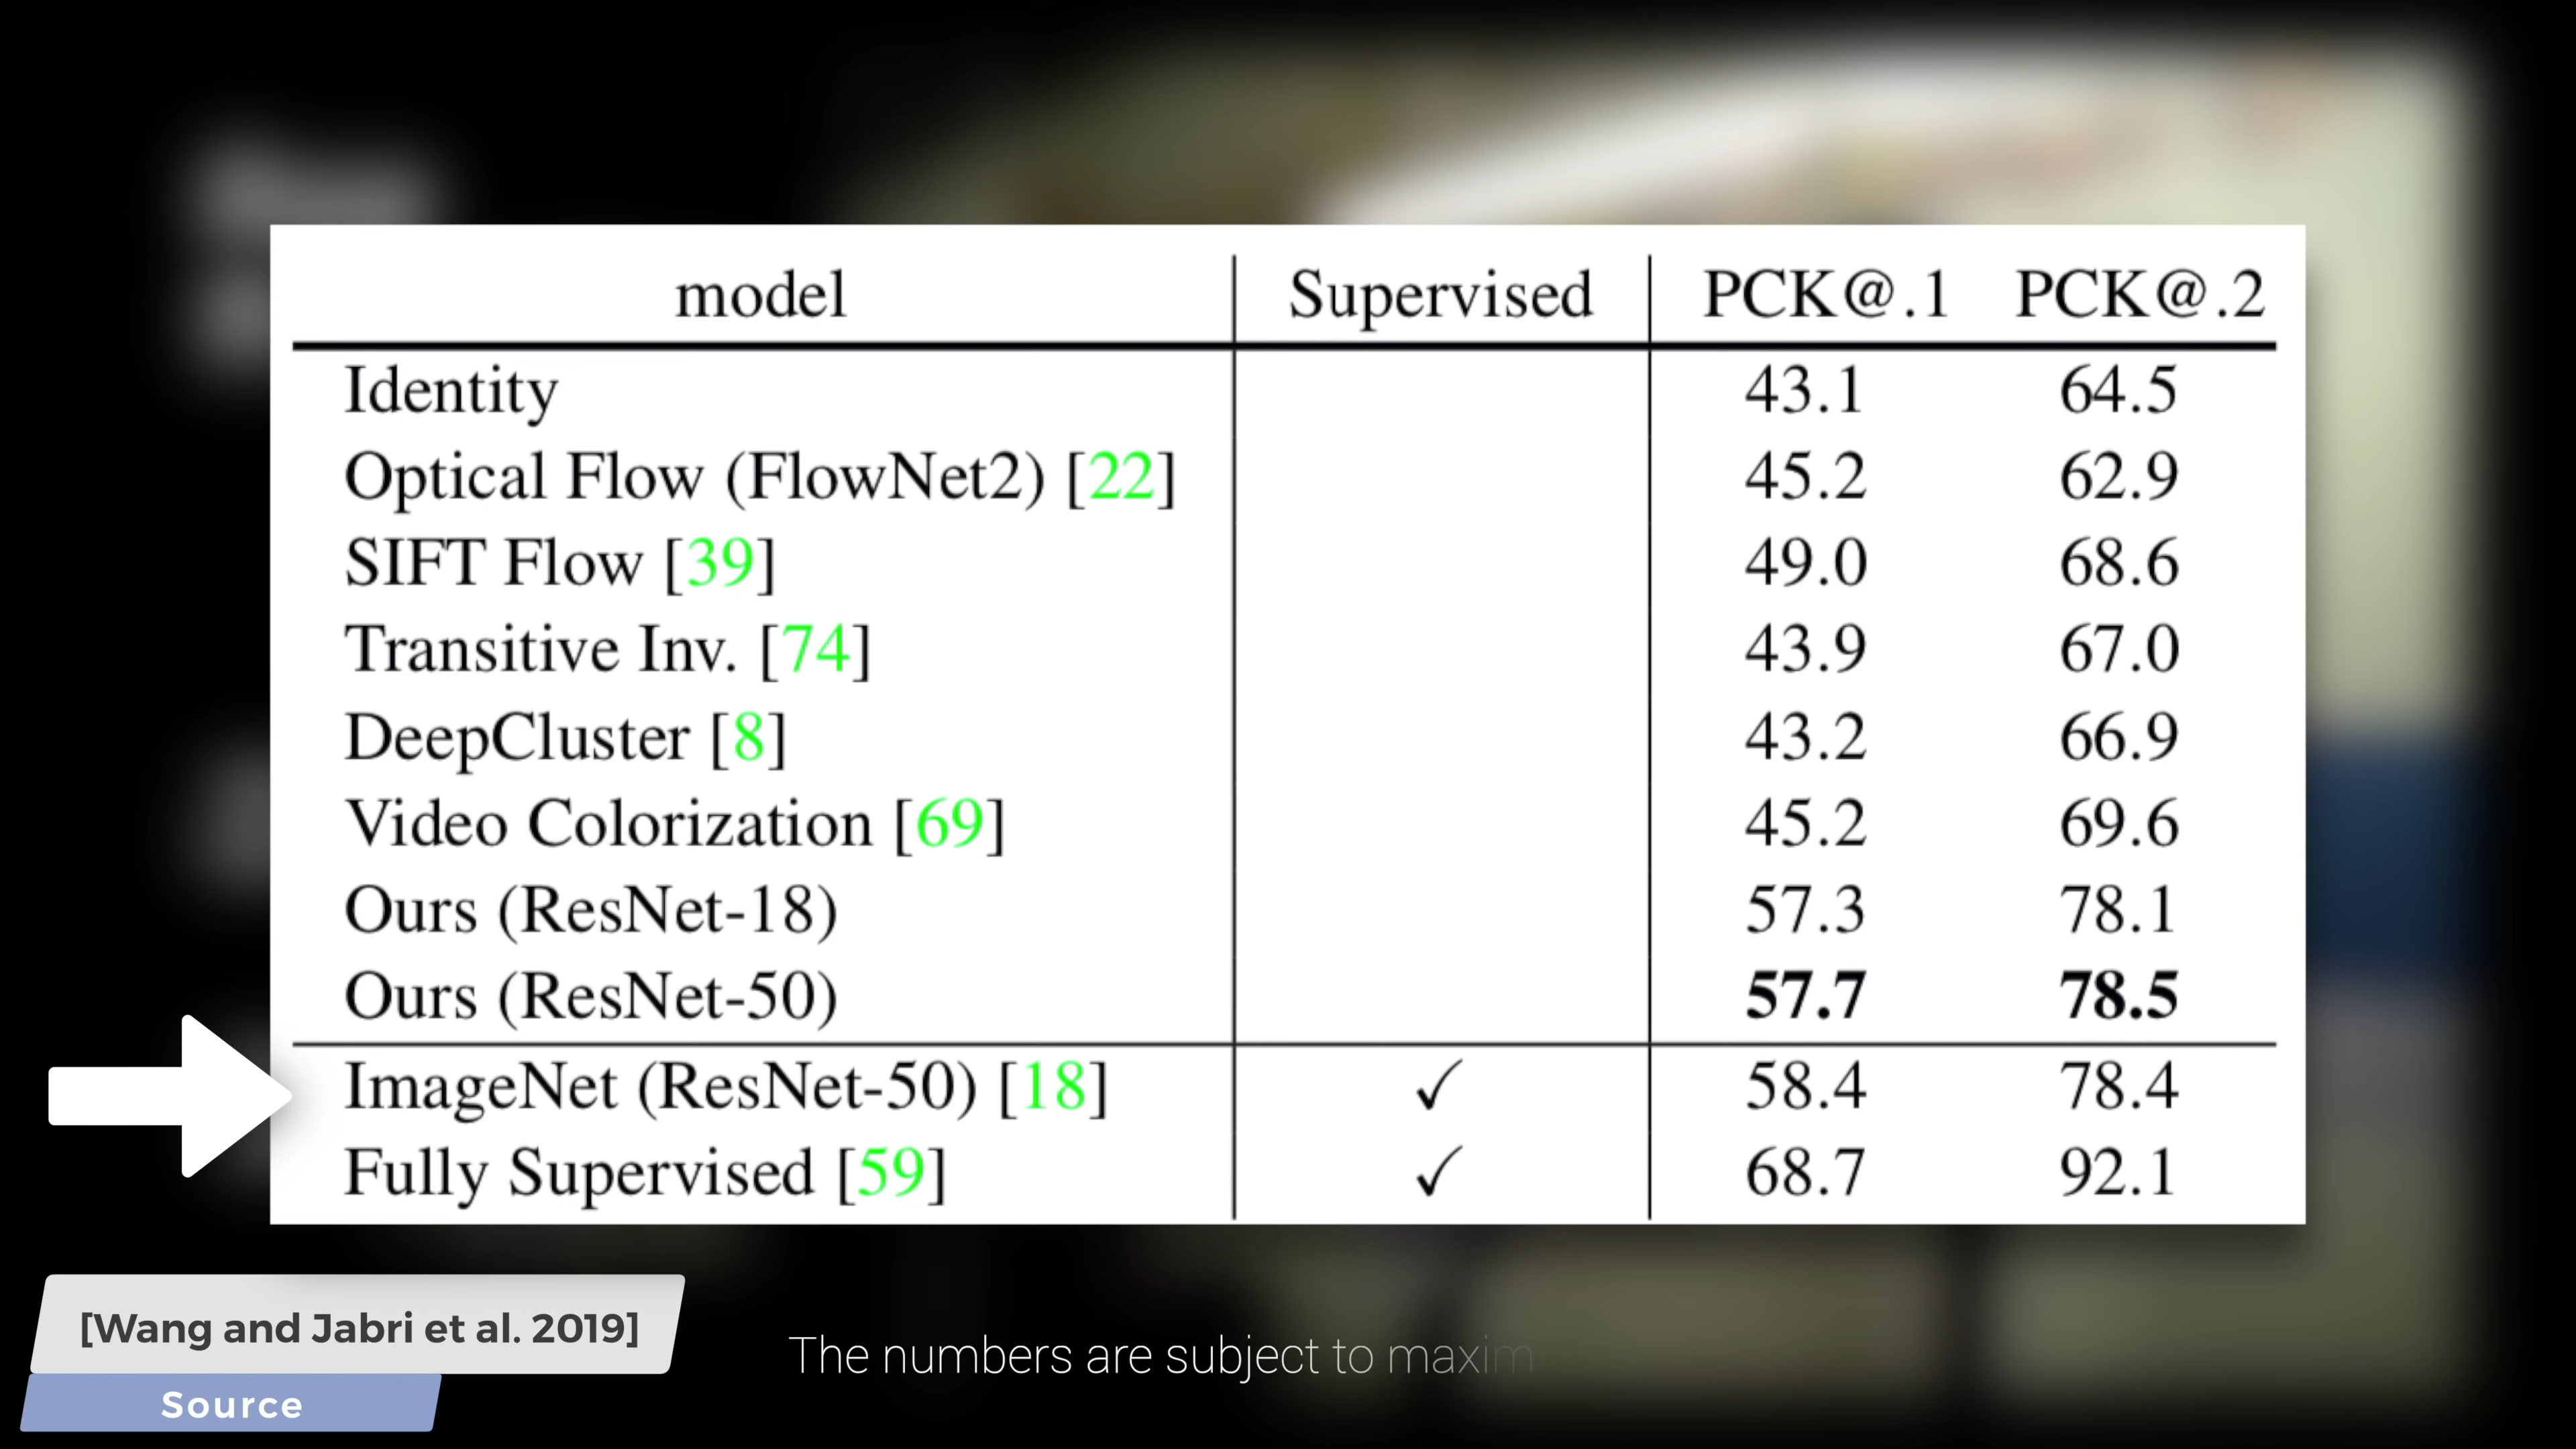 model Supervised PCK@.1 PCK@.2
Identity 43.1 64.5
Optical Flow (FlowNet2) [22] 45.2 62.9
SIFT Flow [39] 49.0 68.6
Transitive Inv. [74] 43.9 67.0
DeepCluster [8] 43.2 66.9
Video Colorization [69] 45.2 69.6
Ours (ResNet-18) 57.3 78.1
Ours (ResNet-50) 57.7 78.5
ImageNet (ResNet-50) [18] ✓ 58.4 78.4
Fully Supervised [59] ✓ 68.7 92.1
[Wang and Jabri et al. 2019]
Source
The numbers are subject to maxim